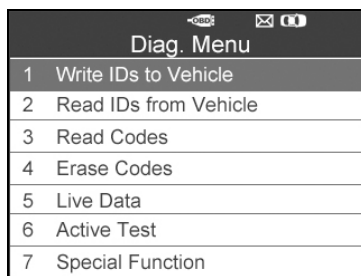 OBD
Diag. Menu
1 Write IDs to Vehicle
2 Read IDs from Vehicle
3 Read Codes
4 Erase Codes
5 Live Data
6 Active Test
7 Special Function